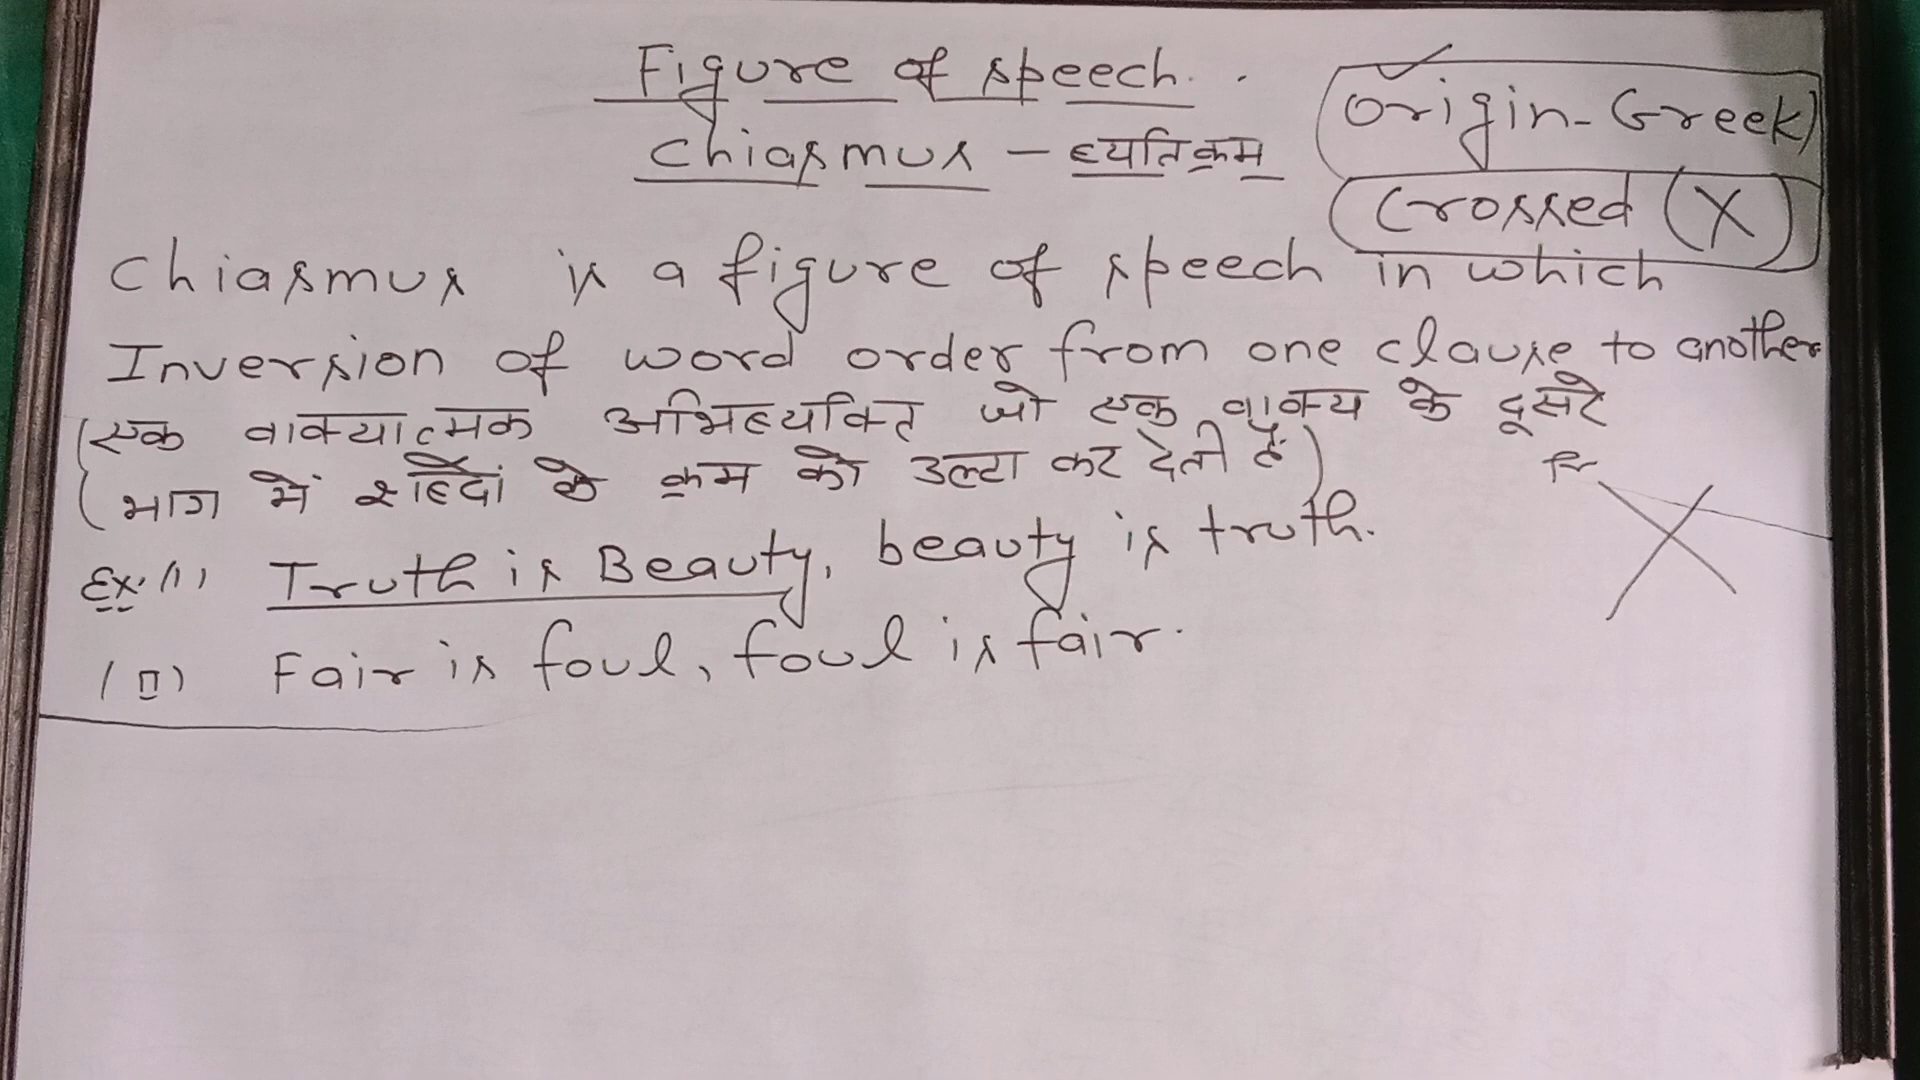 Figure of speech.
Origin - Greek
Chiasmus - व्यतिक्रम
Crossed (X)
Chiasmus is a figure of speech in which
Inversion of word order from one clause to another
(एक वाक्यात्मक अभिव्यक्ति जो एक वाक्य के दूसरे
भाग में शब्दों के क्रम को उल्टा कर देती है)
Ex. (i) Truth is Beauty, beauty is truth.
(II) Fair is foul, foul is fair.